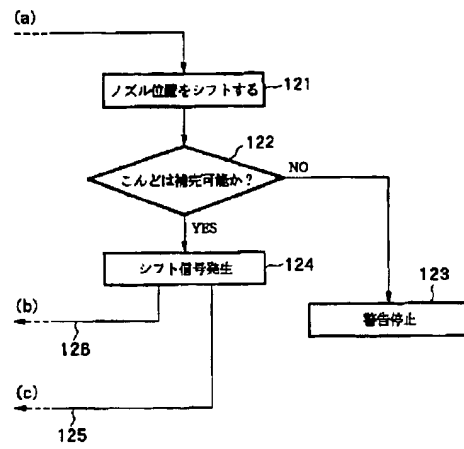 (a)
ノズル位置をシフトする
121
122
こんどは補完可能か?
NO
YES
シフト信号発生
124
123
(b)
警告停止
126
(c)
125